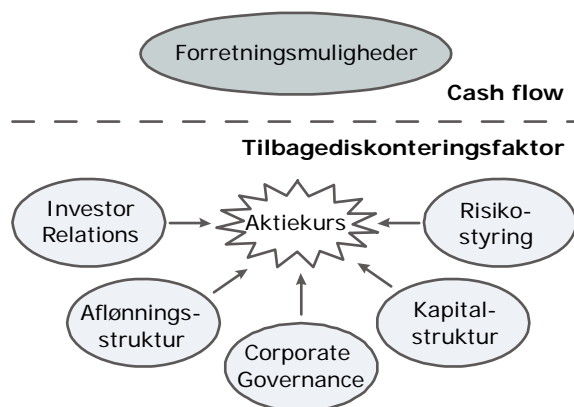 Forretningsmuligheder
Cash flow
Tilbagediskonteringsfaktor
Investor
Relations
Aktiekurs
Risiko-
styring
Aflønnings-
struktur
Kapital-
struktur
Corporate
Governance